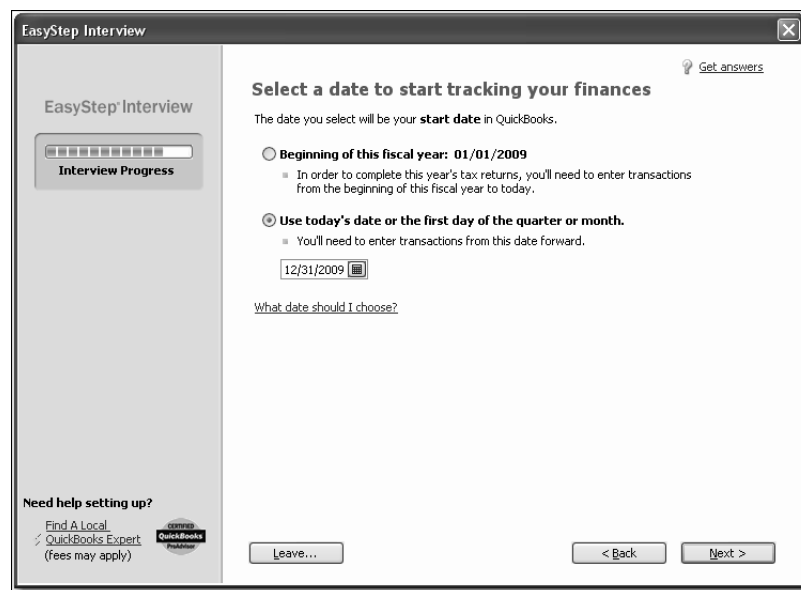 EasyStep Interview
Get answers
EasyStep Interview
Interview Progress
Select a date to start tracking your finances
The date you select will be your start date in QuickBooks.
Beginning of this fiscal year: 01/01/2009
In order to complete this year's tax returns, you'll need to enter transactions
from the beginning of this fiscal year to today.
Use today's date or the first day of the quarter or month.
You'll need to enter transactions from this date forward.
12/31/2009
What date should I choose?
Need help setting up?
Find A Local
QuickBooks Expert
(fees may apply)
CERTIFIED
QuickBooks
ProAdvisor
Leave...
< Back
Next >